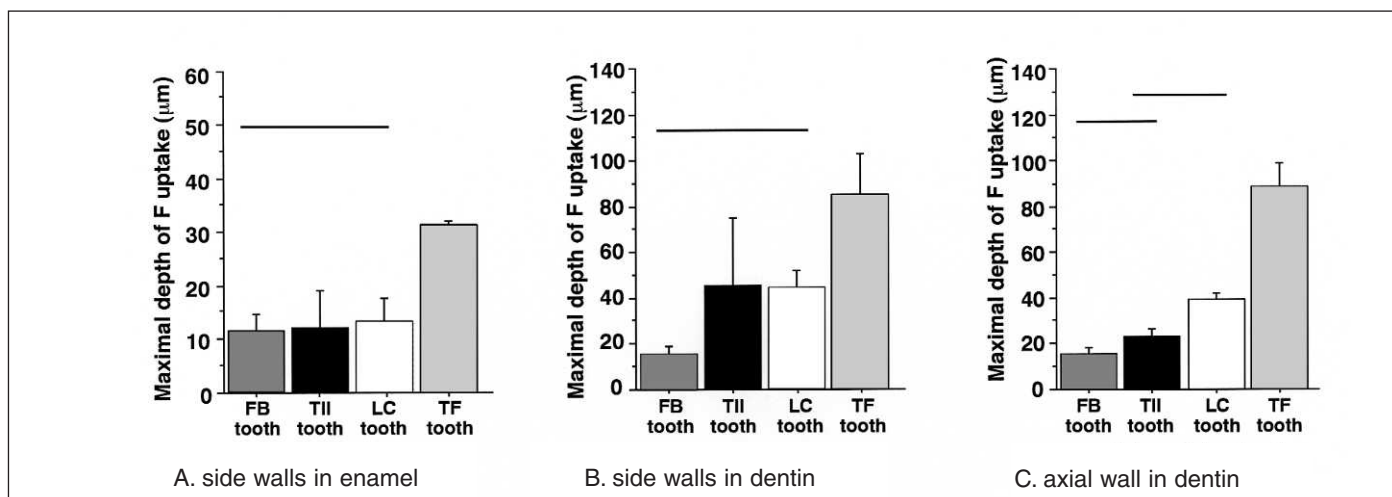 Maximal depth of F uptake (μm)
60
50
40
30
20
10
0
FB tooth
TII tooth
LC tooth
TF tooth
A. side walls in enamel
Maximal depth of F uptake (μm)
140
120
100
80
60
40
20
0
FB tooth
TII tooth
LC tooth
TF tooth
B. side walls in dentin
Maximal depth of F uptake (μm)
140
120
100
80
60
40
20
0
FB tooth
TII tooth
LC tooth
TF tooth
C. axial wall in dentin